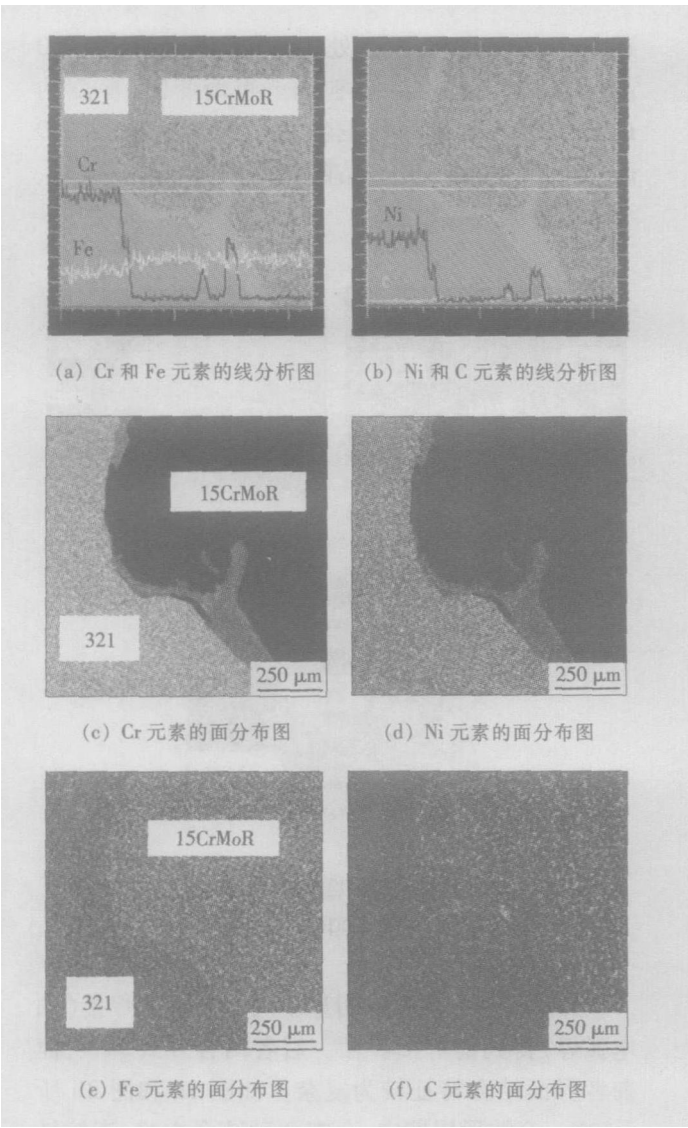 321 15CrMoR
Cr
Fe
Ni
(a) Cr 和 Fe 元素的线分析图 (b) Ni 和 C 元素的线分析图
15CrMoR
321
250 μm 250 μm
(c) Cr 元素的面分布图 (d) Ni 元素的面分布图
15CrMoR
321
250 μm 250 μm
(e) Fe 元素的面分布图 (f) C 元素的面分布图